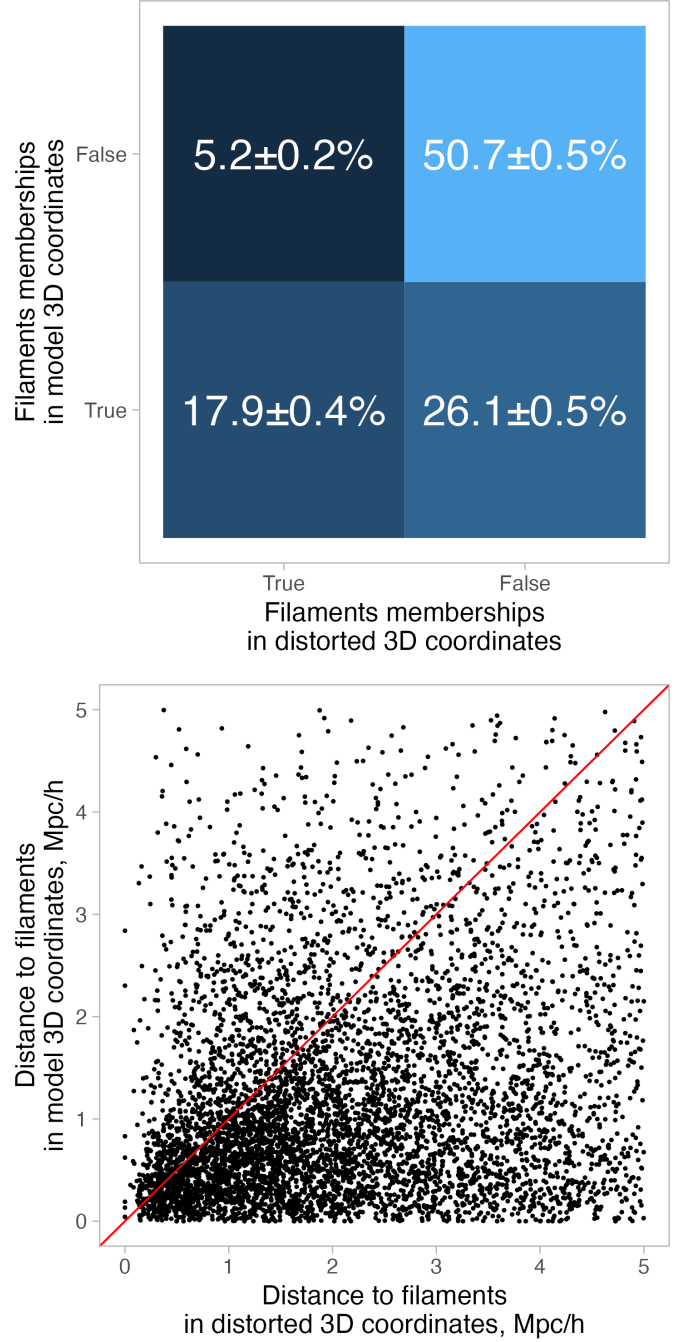 Filaments memberships
in model 3D coordinates
False
True
5.2±0.2%
50.7±0.5%
17.9±0.4%
26.1±0.5%
True
False
Filaments memberships
in distorted 3D coordinates
Distance to filaments
in model 3D coordinates, Mpc/h
5
4
3
2
1
0
0
1
2
3
4
5
Distance to filaments
in distorted 3D coordinates, Mpc/h